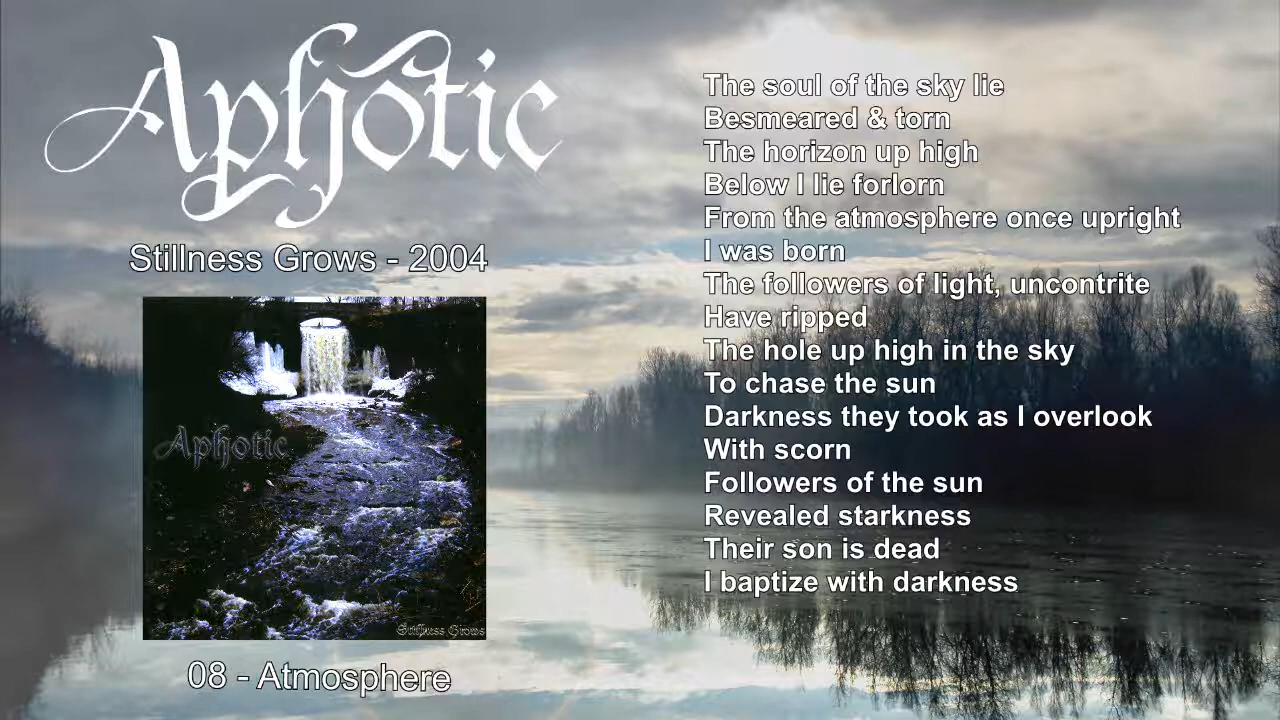 Aphotic
Stillness Grows - 2004
Aphotic
Stillness Grows
08 - Atmosphere
The soul of the sky lie
Besmeared & torn
The horizon up high
Below I lie forlorn
From the atmosphere once upright
I was born
The followers of light, uncontrite
Have ripped
The hole up high in the sky
To chase the sun
Darkness they took as I overlook
With scorn
Followers of the sun
Revealed starkness
Their son is dead
I baptize with darkness